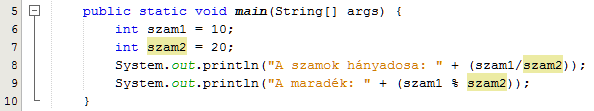 5 public static void main(String[] args) {
6 int szam1 = 10;
7 int szam2 = 20;
8 System.out.println("A szamok hányadosa: " + (szam1/szam2));
9 System.out.println("A maradék: " + (szam1 % szam2));
10 }